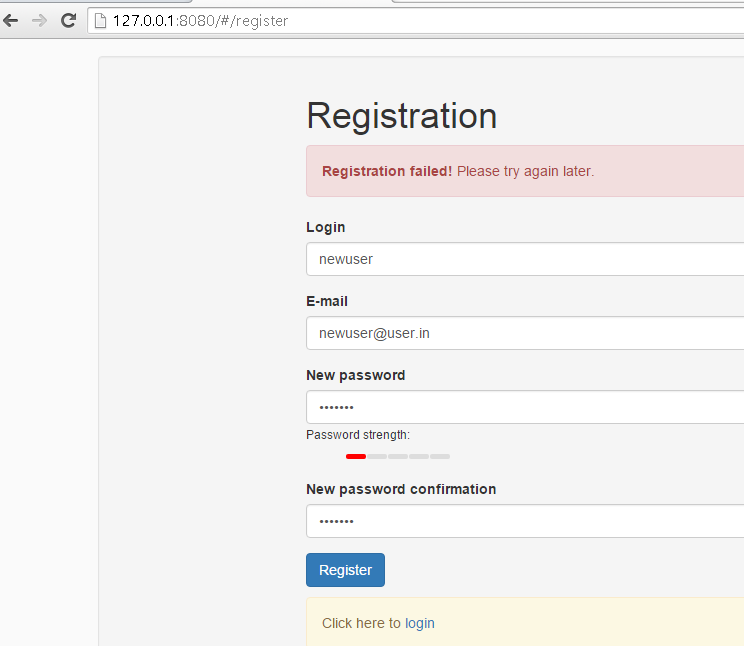 127.0.0.1:8080/#/register
Registration
Registration failed! Please try again later.
Login
newuser
E-mail
newuser@user.in
New password
•••••••
Password strength:
New password confirmation
•••••••
Register
Click here to login